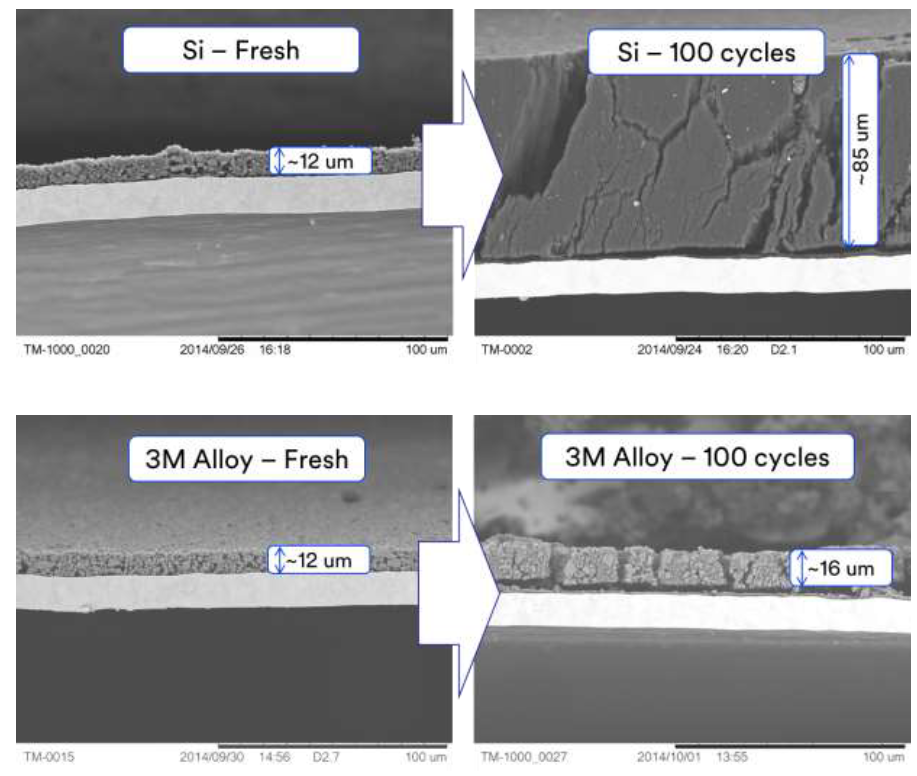 Si – Fresh
Si – 100 cycles
~12 um
~85 um
TM-1000_0020 2014/09/26 16:18 100 um
TM-0002 2014/09/24 16:20 D2.1 100 um
3M Alloy – Fresh
3M Alloy – 100 cycles
~12 um
~16 um
TM-0015 2014/09/30 14:56 D2.7 100 um
TM-1000_0027 2014/10/01 13:55 100 um